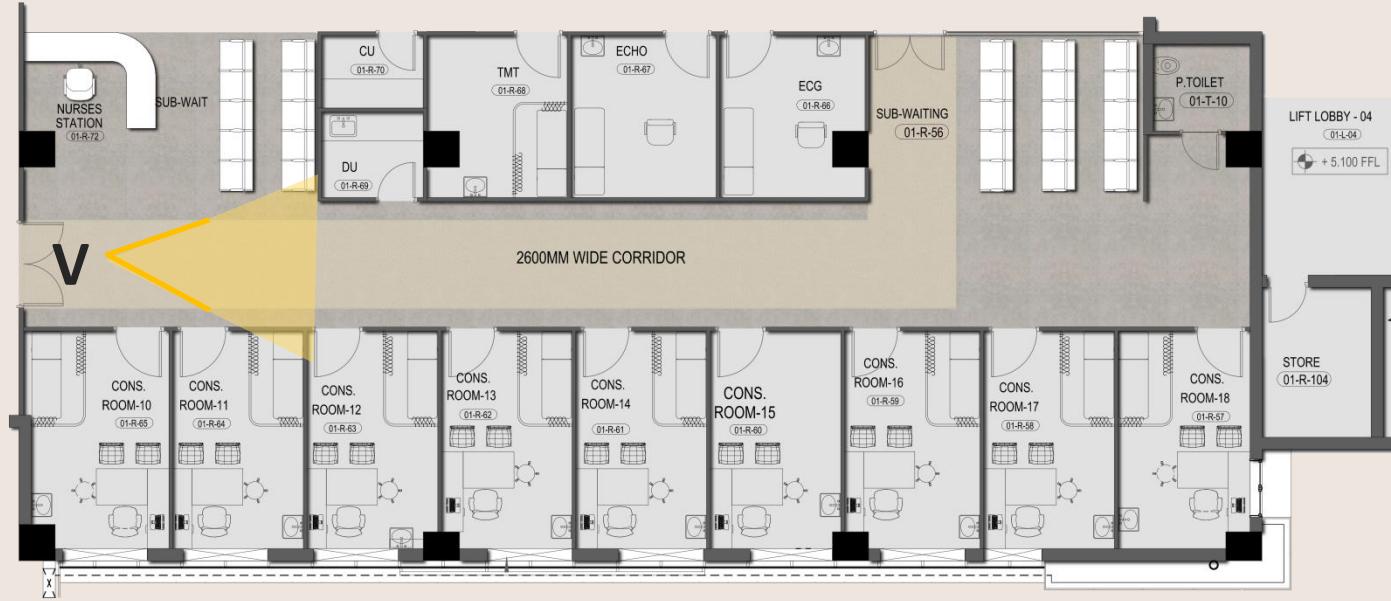 CU
01-R-70
TMT
01-R-68
ECHO
01-R-67
ECG
01-R-66
SUB-WAITING
01-R-56
P.TOILET
01-T-10
LIFT LOBBY - 04
01-L-04
+ 5.100 FFL
NURSES
STATION
01-R-72
SUB-WAIT
DU
01-R-69
V
2600MM WIDE CORRIDOR
CONS.
ROOM-10
01-R-65
CONS.
ROOM-11
01-R-64
CONS.
ROOM-12
01-R-63
CONS.
ROOM-13
01-R-62
CONS.
ROOM-14
01-R-61
CONS.
ROOM-15
01-R-60
CONS.
ROOM-16
01-R-59
CONS.
ROOM-17
01-R-58
CONS.
ROOM-18
01-R-57
STORE
01-R-104
X